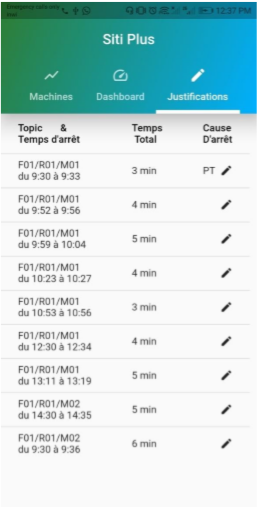 Emergency calls only
12:37 PM
Siti Plus
Machines Dashboard Justifications
Topic & Temps Cause
Temps d'arrêt Total D'arrêt
F01/R01/M01
du 9:30 à 9:33 3 min PT
F01/R01/M01
du 9:52 à 9:56 4 min
F01/R01/M01
du 9:59 à 10:04 5 min
F01/R01/M01
du 10:23 à 10:27 4 min
F01/R01/M01
du 10:53 à 10:56 3 min
F01/R01/M01
du 12:30 à 12:34 4 min
F01/R01/M01
du 13:11 à 13:19 5 min
F01/R01/M02
du 14:30 à 14:35 5 min
F01/R01/M02
du 9:30 à 9:36 6 min